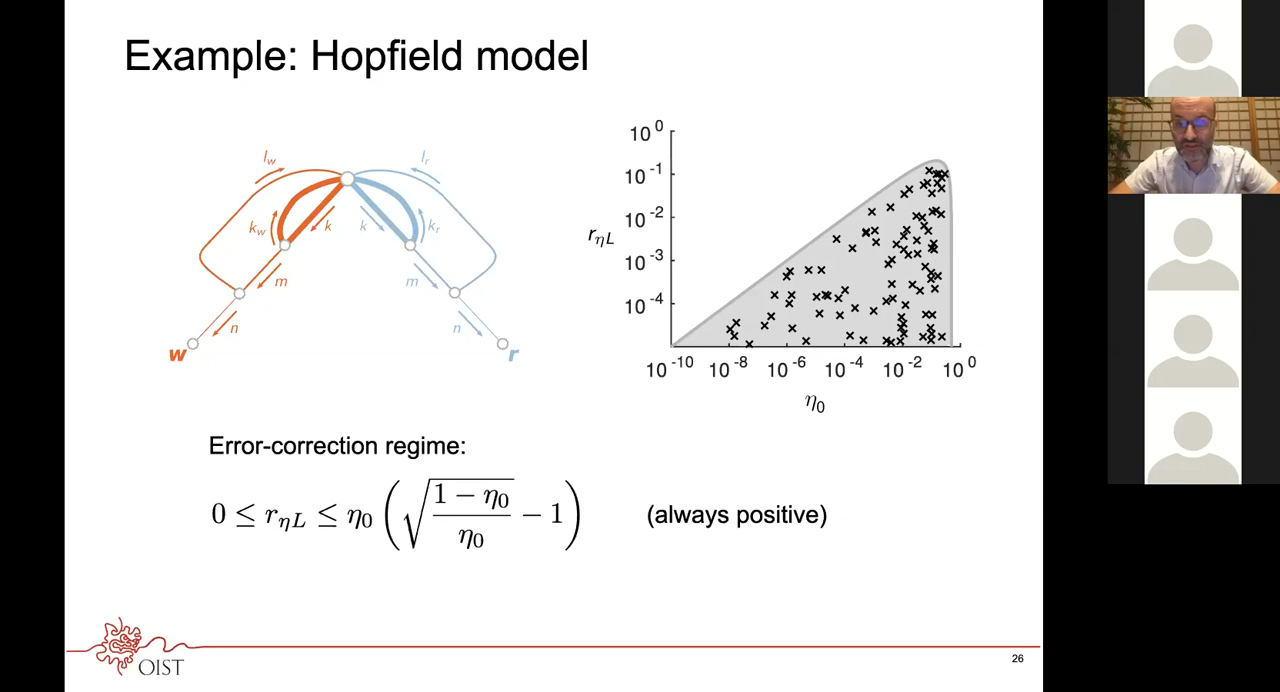 Example: Hopfield model
l_w
l_r
k_w
k
k
k_r
m
m
n
n
w
r
10^0
10^-1
10^-2
10^-3
10^-4
r_ηL
10^-10
10^-8
10^-6
10^-4
10^-2
10^0
η_0
Error-correction regime:
0 ≤ r_ηL ≤ η_0 (√((1 − η_0)/η_0) − 1)
(always positive)
OIST
26